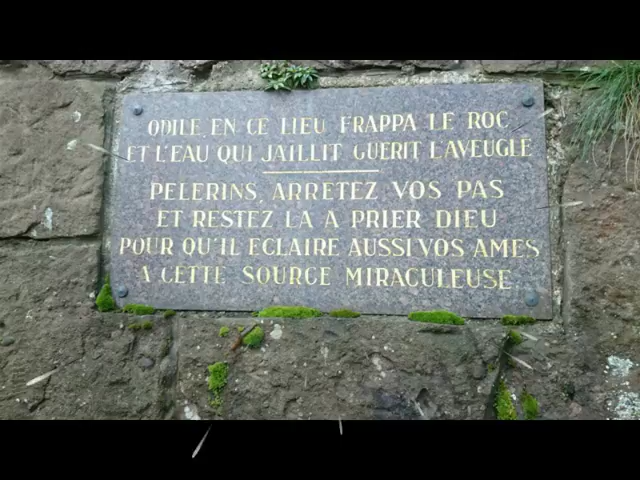 ODILE, EN CE LIEU FRAPPA LE ROC
ET L'EAU QUI JAILLIT GUERIT L'AVEUGLE
PELERINS, ARRETEZ VOS PAS
ET RESTEZ LA A PRIER DIEU
POUR QU'IL ECLAIRE AUSSI VOS AMES
A CETTE SOURCE MIRACULEUSE